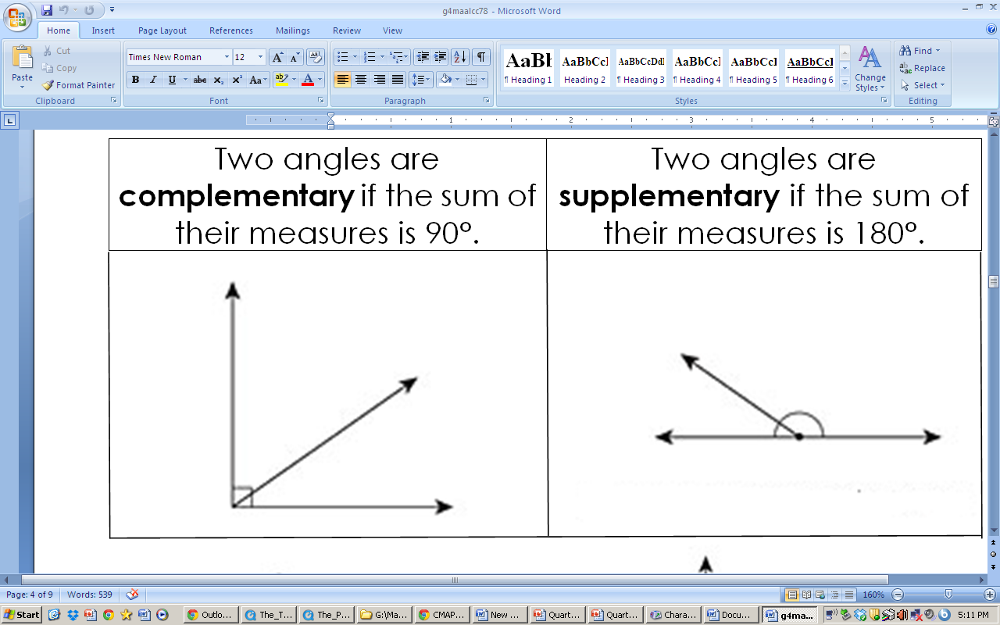 g4maalcc78 - Microsoft Word
Home Insert Page Layout References Mailings Review View
Paste
Cut
Copy
Format Painter
Clipboard
Times New Roman 12
B I U abc X₂ X² Aa
Font
Paragraph
AaBb AaBbCcI AaBbCcDdI AaBbCcI AaBbCcI AaBbCcI
¶ Heading 1 Heading 2 ¶ Heading 3 ¶ Heading 4 ¶ Heading 5 ¶ Heading 6
Change Styles
Styles
Find
Replace
Select
Editing
1 2 3 4 5
Two angles are
complementary if the sum of
their measures is 90°.
Two angles are
supplementary if the sum of
their measures is 180°.
Page: 4 of 9 Words: 539 160%
Start Outlo... The_T... The_P... G:\Ma... CMAP... New ... Quart... Quart... Chara... Docu... g4ma... 5:11 PM